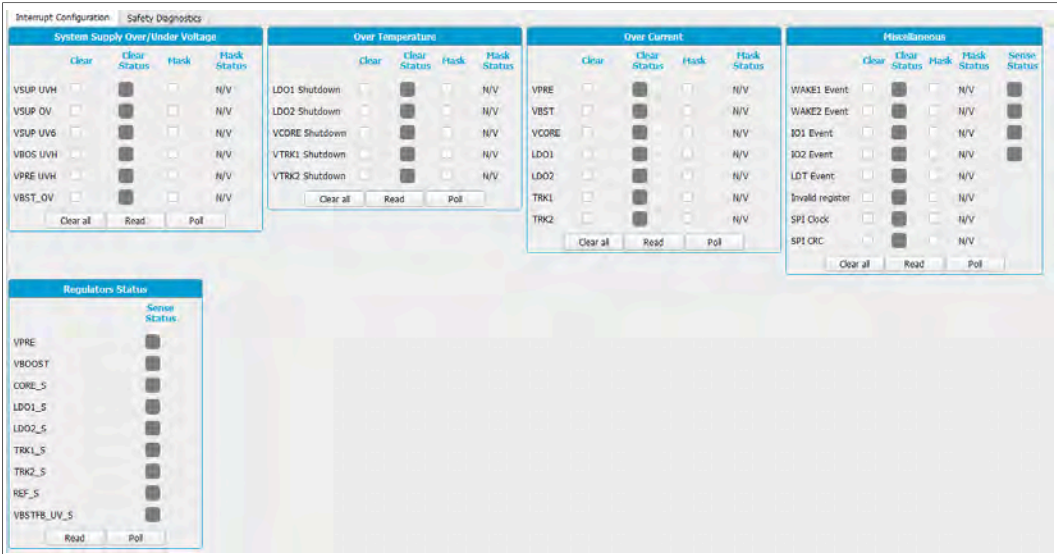 Interrupt Configuration Safety Diagnostics
System Supply Over/Under Voltage
Clear Clear Status Mask Mask Status
VSUP UVH N/V
VSUP OV N/V
VSUP UV6 N/V
VBOS UVH N/V
VPRE UVH N/V
VBST_OV N/V
Clear all Read Poll
Over Temperature
Clear Clear Status Mask Mask Status
LDO1 Shutdown N/V
LDO2 Shutdown N/V
VCORE Shutdown N/V
VTRK1 Shutdown N/V
VTRK2 Shutdown N/V
Clear all Read Poll
Over Current
Clear Clear Status Mask Mask Status
VPRE N/V
VBST N/V
VCORE N/V
LDO1 N/V
LDO2 N/V
TRK1 N/V
TRK2 N/V
Clear all Read Poll
Miscellaneous
Clear Clear Status Mask Mask Status Sense Status
WAKE1 Event N/V
WAKE2 Event N/V
IO1 Event N/V
IO2 Event N/V
LDT Event N/V
Invalid register N/V
SPI Clock N/V
SPI CRC N/V
Clear all Read Poll
Regulators Status
Sense Status
VPRE
VBOOST
CORE_S
LDO1_S
LDO2_S
TRK1_S
TRK2_S
REF_S
VBSTFB_UV_S
Read Poll